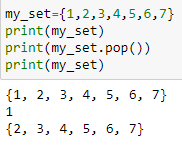 my_set={1,2,3,4,5,6,7}
print(my_set)
print(my_set.pop())
print(my_set)
{1, 2, 3, 4, 5, 6, 7}
1
{2, 3, 4, 5, 6, 7}